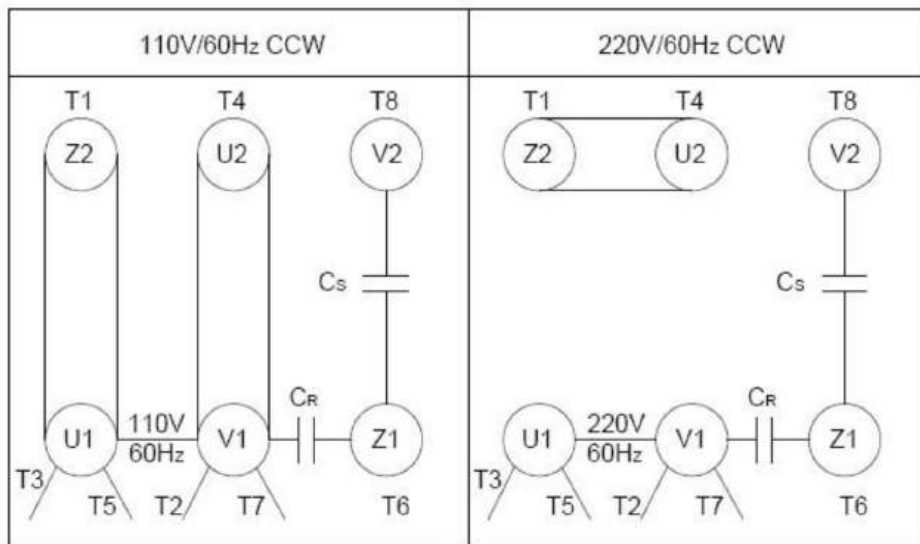 110V/60Hz CCW 220V/60Hz CCW
T1 T4 T8 T1 T4 T8
Z2 U2 V2 Z2 U2 V2
Cs Cs
CR CR
110V 220V
U1 V1 Z1 U1 V1 Z1
60Hz 60Hz
T3 T5 T2 T7 T6 T3 T5 T2 T7 T6